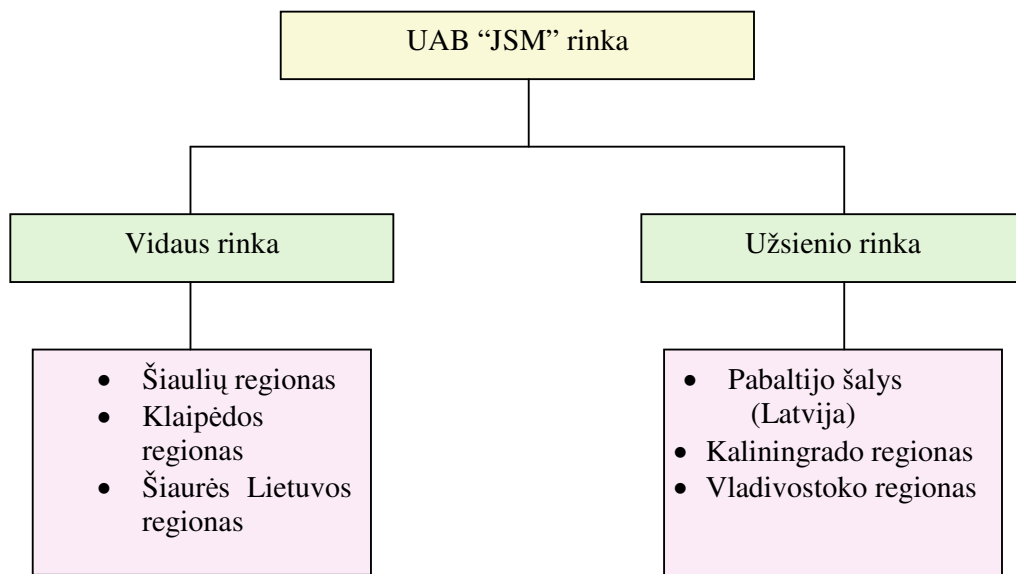 UAB “JSM” rinka
Vidaus rinka
Užsienio rinka
• Šiaulių regionas
• Klaipėdos
regionas
• Šiaurės Lietuvos
regionas
• Pabaltijo šalys
(Latvija)
• Kaliningrado regionas
• Vladivostoko regionas